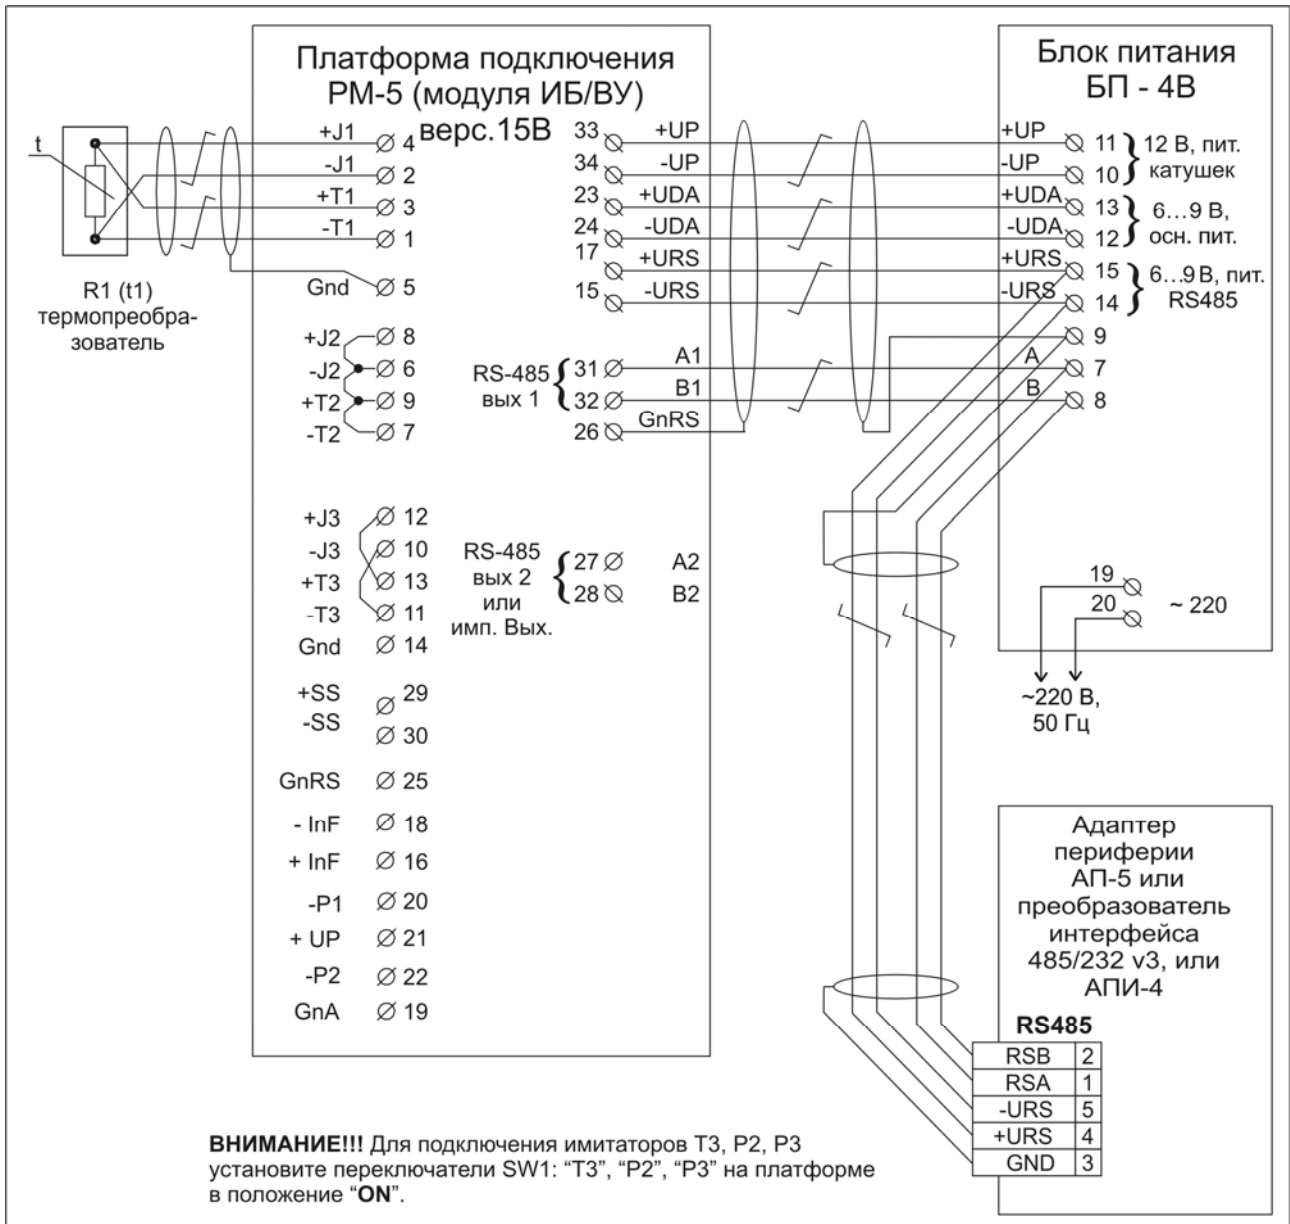 Платформа подключения
РМ-5 (модуля ИБ/ВУ)
верс.15В
Блок питания
БП - 4В
t
R1 (t1)
термопреобра-
зователь
+J1 4
-J1 2
+T1 3
-T1 1
Gnd 5
+J2 8
-J2 6
+T2 9
-T2 7
+J3 12
-J3 10
+T3 13
-T3 11
Gnd 14
+SS 29
-SS 30
GnRS 25
- InF 18
+ InF 16
-P1 20
+ UP 21
-P2 22
GnA 19
33 +UP
34 -UP
23 +UDA
24 -UDA
17 +URS
15 -URS
RS-485
вых 1
31 A1
32 B1
26 GnRS
RS-485
вых 2
или
имп. Вых.
27 A2
28 B2
+UP 11
-UP 10
12 В, пит.
катушек
+UDA 13
-UDA 12
6...9 В,
осн. пит.
+URS 15
-URS 14
6...9 В, пит.
RS485
9
A 7
B 8
19
20
~ 220
~220 В,
50 Гц
Адаптер
периферии
АП-5 или
преобразователь
интерфейса
485/232 v3, или
АПИ-4
RS485
RSB 2
RSA 1
-URS 5
+URS 4
GND 3
ВНИМАНИЕ!!! Для подключения имитаторов Т3, Р2, Р3
установите переключатели SW1: “Т3”, “Р2”, “Р3” на платформе
в положение “ON”.